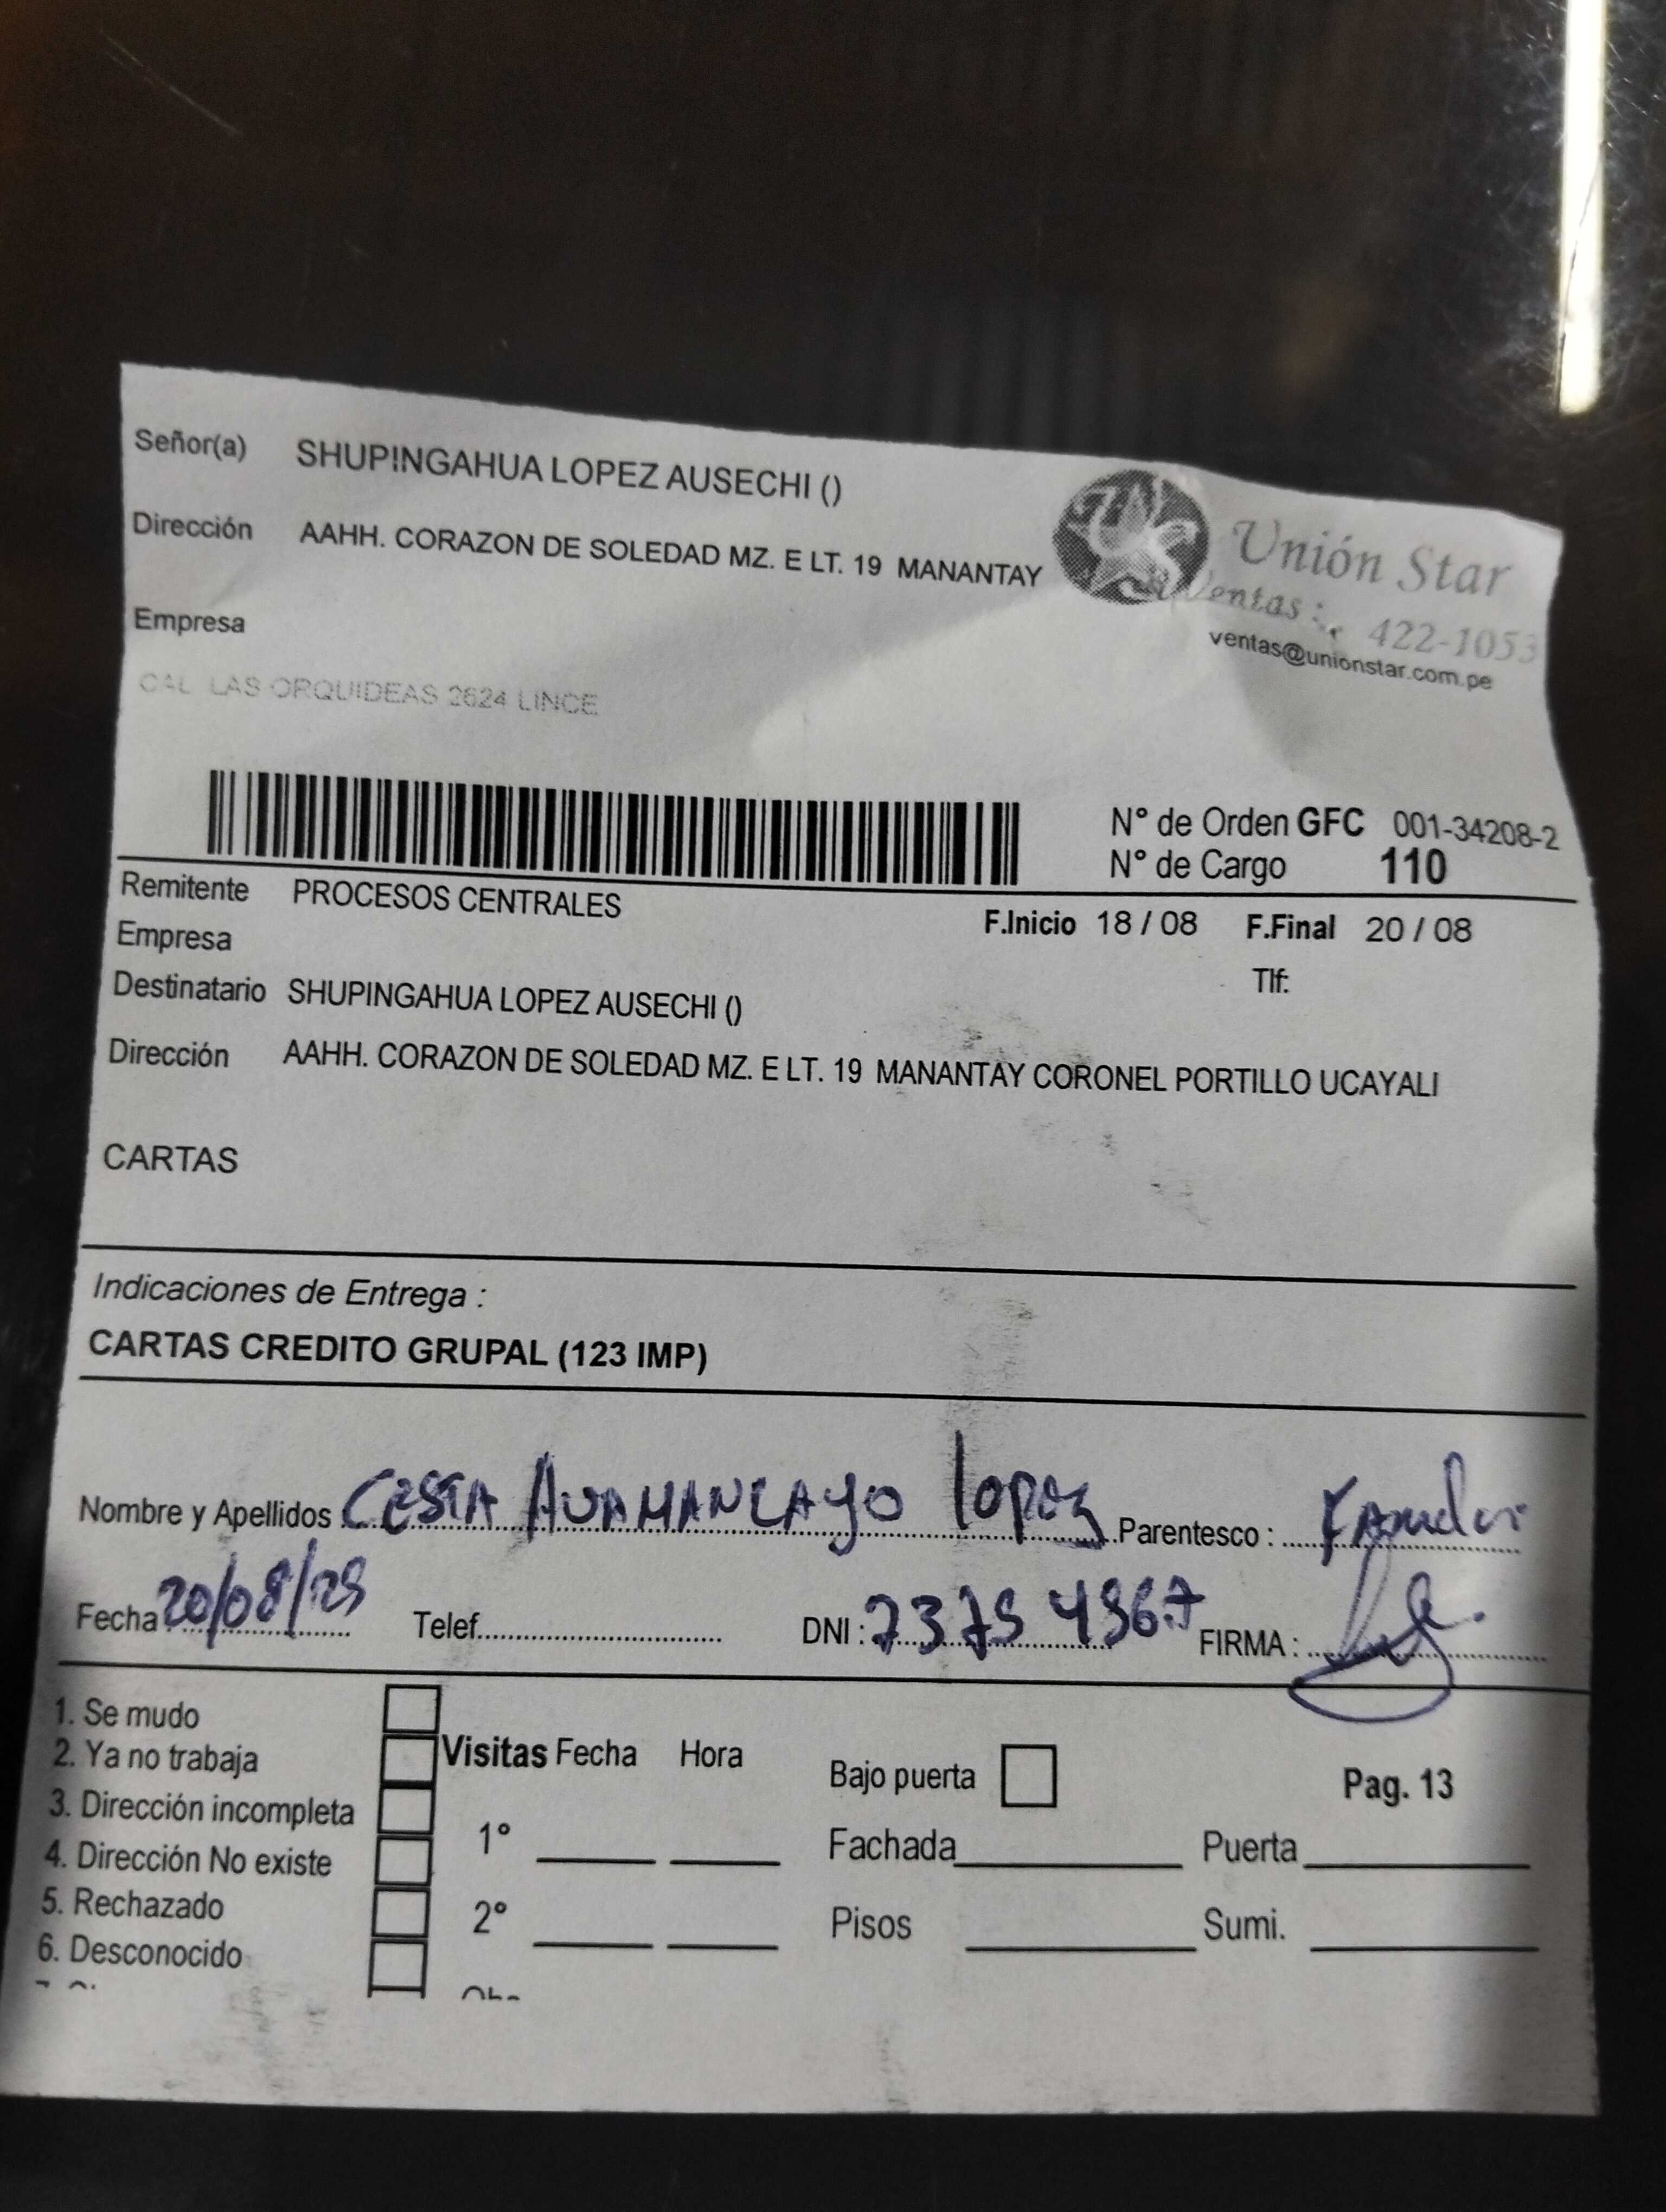 Señor(a) SHUPINGAHUA LOPEZ AUSECHI ()
Dirección AAHH. CORAZON DE SOLEDAD MZ. E LT. 19 MANANTAY
Unión Star
Ventas : 422-1053
ventas@unionstar.com.pe
Empresa
CAL LAS ORQUIDEAS 2624 LINCE
N° de Orden GFC 001-34208-2
N° de Cargo 110
Remitente PROCESOS CENTRALES
F.Inicio 18 / 08 F.Final 20 / 08
Empresa
Tlf:
Destinatario SHUPINGAHUA LOPEZ AUSECHI ()
Dirección AAHH. CORAZON DE SOLEDAD MZ. E LT. 19 MANANTAY CORONEL PORTILLO UCAYALI
CARTAS
Indicaciones de Entrega :
CARTAS CREDITO GRUPAL (123 IMP)
Nombre y Apellidos lopez Parentesco :
Fecha 20/08/25 Telef. DNI : FIRMA :
1. Se mudo
2. Ya no trabaja
3. Dirección incompleta
4. Dirección No existe
5. Rechazado
6. Desconocido
Visitas Fecha Hora
1°
2°
Bajo puerta
Pag. 13
Fachada Puerta
Pisos Sumi.